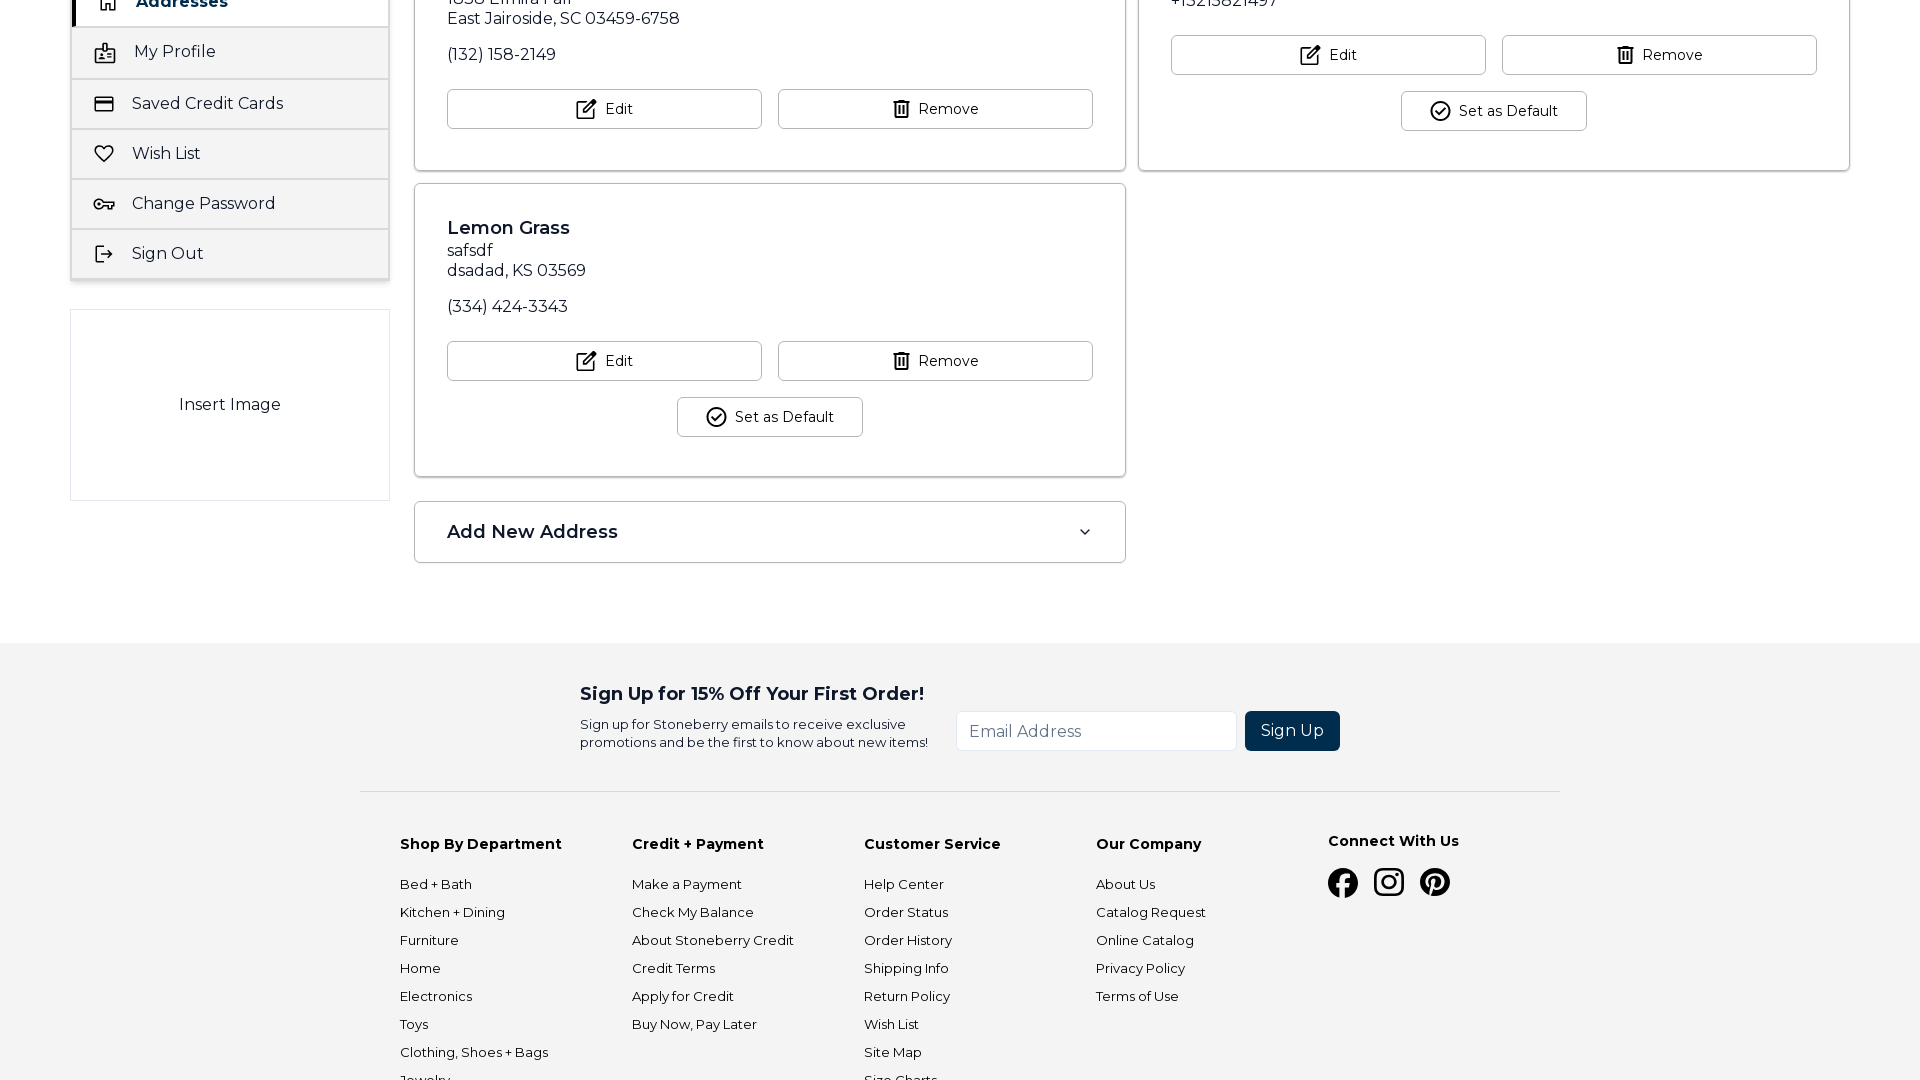 Addresses
My Profile
Saved Credit Cards
Wish List
Change Password
Sign Out
Insert Image
East Jairoside, SC 03459-6758
(132) 158-2149
Edit
Remove
Edit
Remove
Set as Default
Lemon Grass
safsdf
dsadad, KS 03569
(334) 424-3343
Edit
Remove
Set as Default
Add New Address
Sign Up for 15% Off Your First Order!
Sign up for Stoneberry emails to receive exclusive
promotions and be the first to know about new items!
Email Address
Sign Up
Shop By Department
Bed + Bath
Kitchen + Dining
Furniture
Home
Electronics
Toys
Clothing, Shoes + Bags
Jewelry
Credit + Payment
Make a Payment
Check My Balance
About Stoneberry Credit
Credit Terms
Apply for Credit
Buy Now, Pay Later
Customer Service
Help Center
Order Status
Order History
Shipping Info
Return Policy
Wish List
Site Map
Size Charts
Our Company
About Us
Catalog Request
Online Catalog
Privacy Policy
Terms of Use
Connect With Us